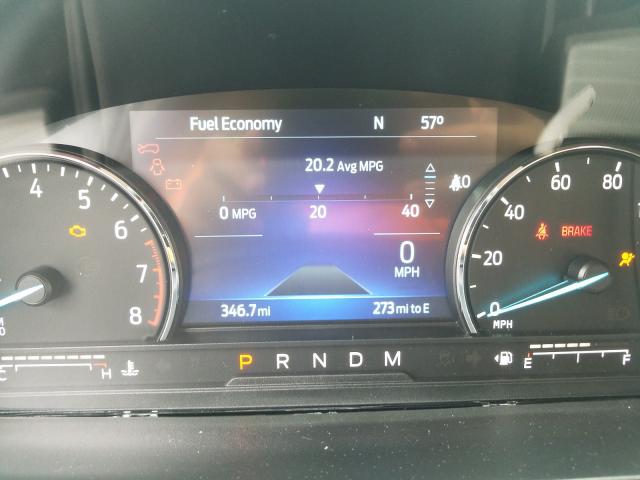 Fuel Economy N 57°
20.2 Avg MPG
0 MPG 20 40
0
MPH
346.7 mi 273 mi to E
4 5 6 7 8
0 20 40 60 80
MPH
BRAKE
P R N D M
C H
E F